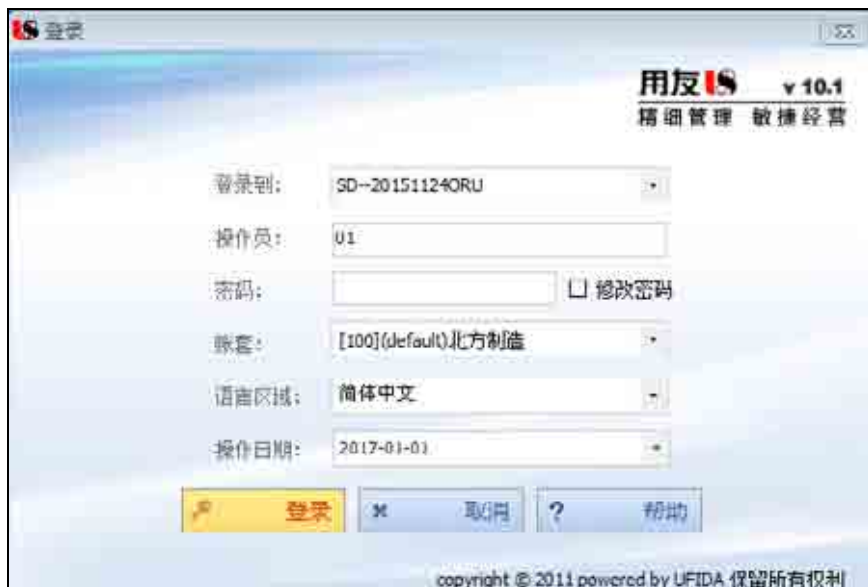 登录
用友U8 v 10.1
精细管理 敏捷经营
登录到: SD--20151124ORU
操作员: 01
密码: 修改密码
账套: [100](default)北方制造
语言区域: 简体中文
操作日期: 2017-01-01
登录 取消 ? 帮助
copyright © 2011 powered by UFIDA 保留所有权利